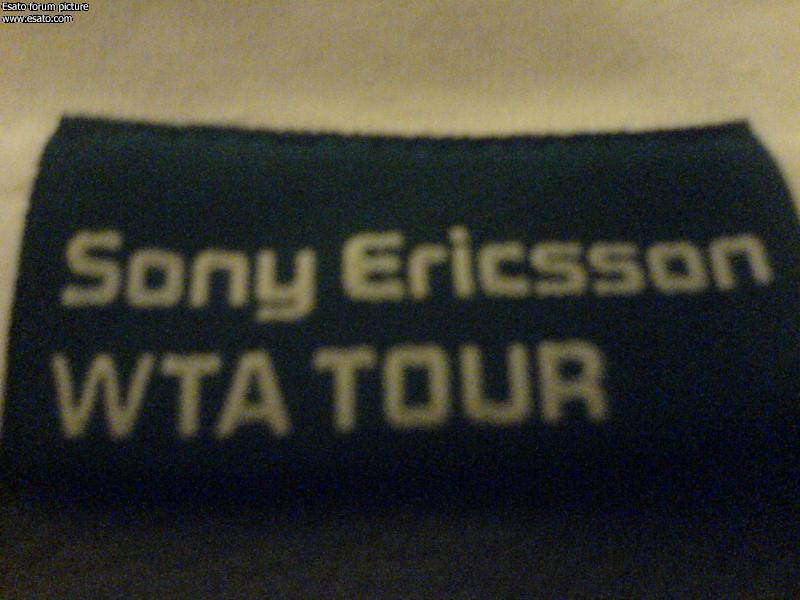 Esato forum picture
www.esato.com
Sony Ericsson
WTA TOUR